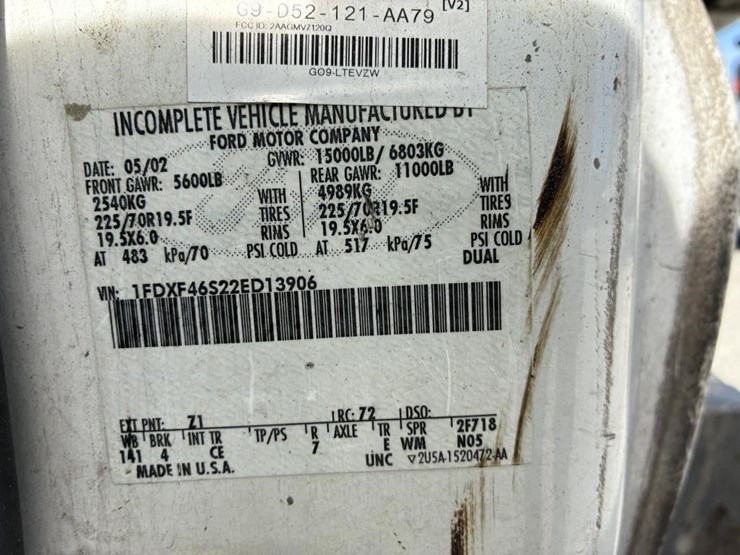 G9-D52-121-AA79 [V2]
FCC ID: 2AAGMV7120Q
GO9-LTEVZW
INCOMPLETE VEHICLE MANUFACTURED BY
FORD MOTOR COMPANY
DATE: 05/02 GVWR: 15000LB/ 6803KG
FRONT GAWR: 5600LB REAR GAWR: 11000LB
2540KG WITH 4989KG WITH
225/70R19.5F TIRES 225/70R19.5F TIRES
19.5X6.0 RIMS 19.5X6.0 RIMS
AT 483 kPa/70 PSI COLD AT 517 kPa/75 PSI COLD
DUAL
VIN: 1FDXF46S22ED13906
EXT PNT: Z1 RC: 72 DSO:
WB BRK INT TR TP/PS R AXLE TR SPR 2F718
141 4 CE 7 E WM N05
MADE IN U.S.A. UNC ▽2U5A-1520472-AA